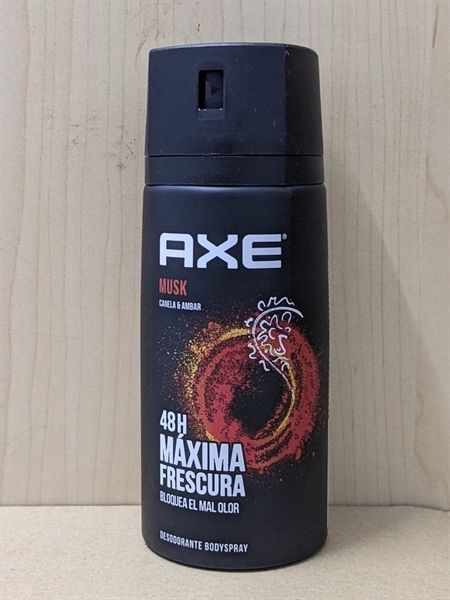 AXE®
MUSK
CANELA & AMBAR
48H
MÁXIMA
FRESCURA
BLOQUEA EL MAL OLOR
DESODORANTE BODYSPRAY